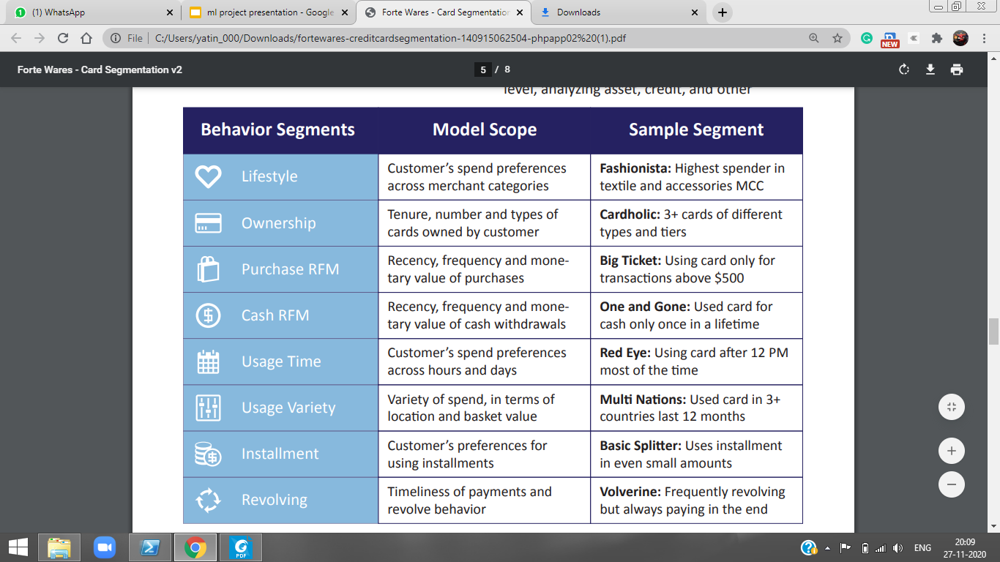 (1) WhatsApp
ml project presentation - Google
Forte Wares - Card Segmentation
Downloads
File
C:/Users/yatin_000/Downloads/fortewares-creditcardsegmentation-140915062504-phpapp02%20(1).pdf
NEW
Forte Wares - Card Segmentation v2
5 / 8
level, analyzing asset, credit, and other
Behavior Segments
Model Scope
Sample Segment
Lifestyle
Customer’s spend preferences
across merchant categories
Fashionista: Highest spender in
textile and accessories MCC
Ownership
Tenure, number and types of
cards owned by customer
Cardholic: 3+ cards of different
types and tiers
Purchase RFM
Recency, frequency and mone-
tary value of purchases
Big Ticket: Using card only for
transactions above $500
Cash RFM
Recency, frequency and mone-
tary value of cash withdrawals
One and Gone: Used card for
cash only once in a lifetime
Usage Time
Customer’s spend preferences
across hours and days
Red Eye: Using card after 12 PM
most of the time
Usage Variety
Variety of spend, in terms of
location and basket value
Multi Nations: Used card in 3+
countries last 12 months
Installment
Customer’s preferences for
using installments
Basic Splitter: Uses installment
in even small amounts
Revolving
Timeliness of payments and
revolve behavior
Volverine: Frequently revolving
but always paying in the end
PDF
ENG
20:09
27-11-2020